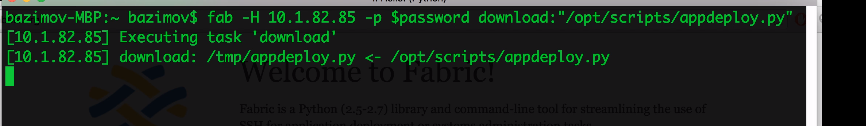 bazimov-MBP:~ bazimov$ fab -H 10.1.82.85 -p $password download:"/opt/scripts/appdeploy.py"
[10.1.82.85] Executing task 'download'
[10.1.82.85] download: /tmp/appdeploy.py <- /opt/scripts/appdeploy.py
Welcome to Fabric!
Fabric is a Python (2.5-2.7) library and command-line tool for streamlining the use of